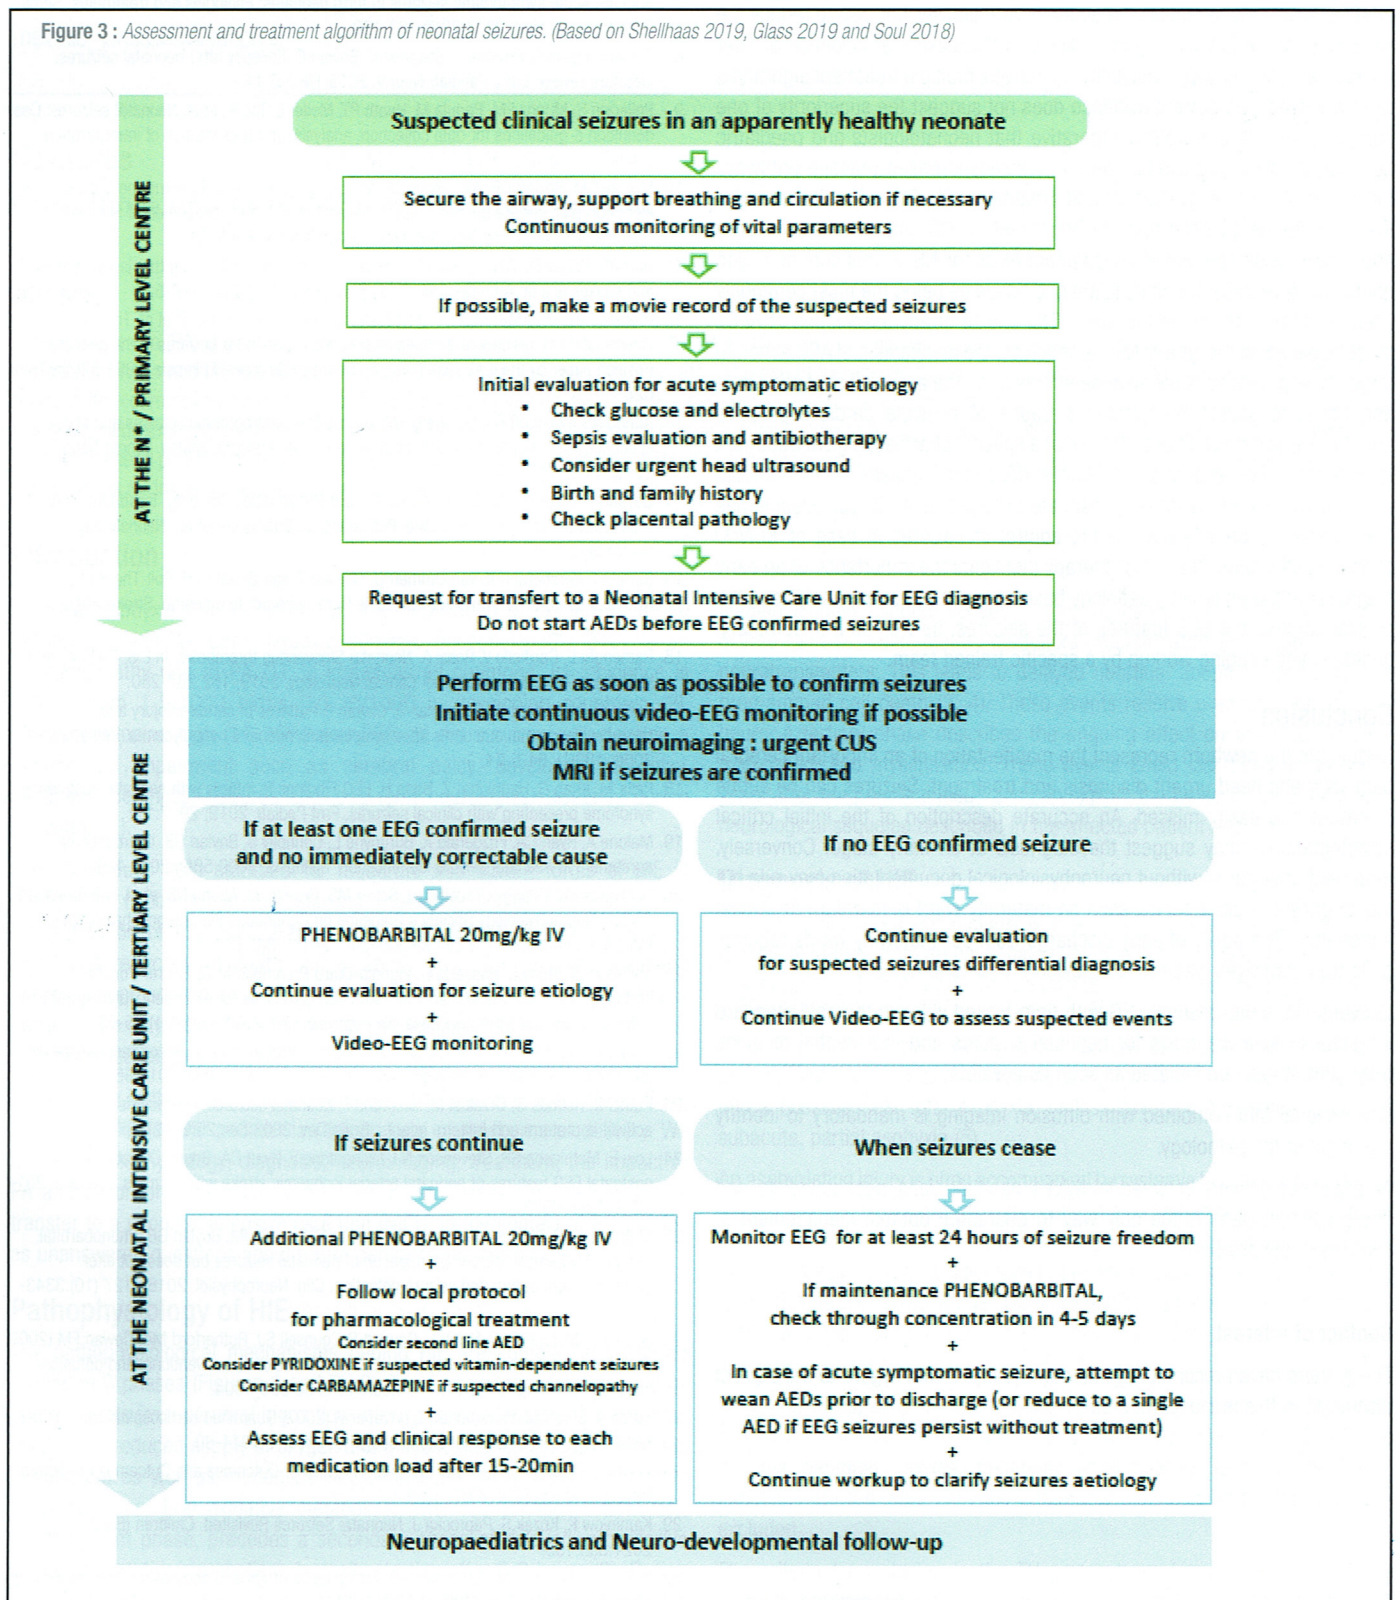 Figure 3 : Assessment and treatment algorithm of neonatal seizures. (Based on Shellhaas 2019, Glass 2019 and Soul 2018)
AT THE N* / PRIMARY LEVEL CENTRE
Suspected clinical seizures in an apparently healthy neonate
Secure the airway, support breathing and circulation if necessary
Continuous monitoring of vital parameters
If possible, make a movie record of the suspected seizures
Initial evaluation for acute symptomatic etiology
• Check glucose and electrolytes
• Sepsis evaluation and antibiotherapy
• Consider urgent head ultrasound
• Birth and family history
• Check placental pathology
Request for transfert to a Neonatal Intensive Care Unit for EEG diagnosis
Do not start AEDs before EEG confirmed seizures
AT THE NEONATAL INTENSIVE CARE UNIT / TERTIARY LEVEL CENTRE
Perform EEG as soon as possible to confirm seizures
Initiate continuous video-EEG monitoring if possible
Obtain neuroimaging : urgent CUS
MRI if seizures are confirmed
If at least one EEG confirmed seizure
and no immediately correctable cause
PHENOBARBITAL 20mg/kg IV
+
Continue evaluation for seizure etiology
+
Video-EEG monitoring
If no EEG confirmed seizure
Continue evaluation
for suspected seizures differential diagnosis
+
Continue Video-EEG to assess suspected events
If seizures continue
Additional PHENOBARBITAL 20mg/kg IV
+
Follow local protocol
for pharmacological treatment
Consider second line AED
Consider PYRIDOXINE if suspected vitamin-dependent seizures
Consider CARBAMAZEPINE if suspected channelopathy
+
Assess EEG and clinical response to each
medication load after 15-20min
When seizures cease
Monitor EEG for at least 24 hours of seizure freedom
+
If maintenance PHENOBARBITAL,
check through concentration in 4-5 days
+
In case of acute symptomatic seizure, attempt to
wean AEDs prior to discharge (or reduce to a single
AED if EEG seizures persist without treatment)
+
Continue workup to clarify seizures aetiology
Neuropaediatrics and Neuro-developmental follow-up